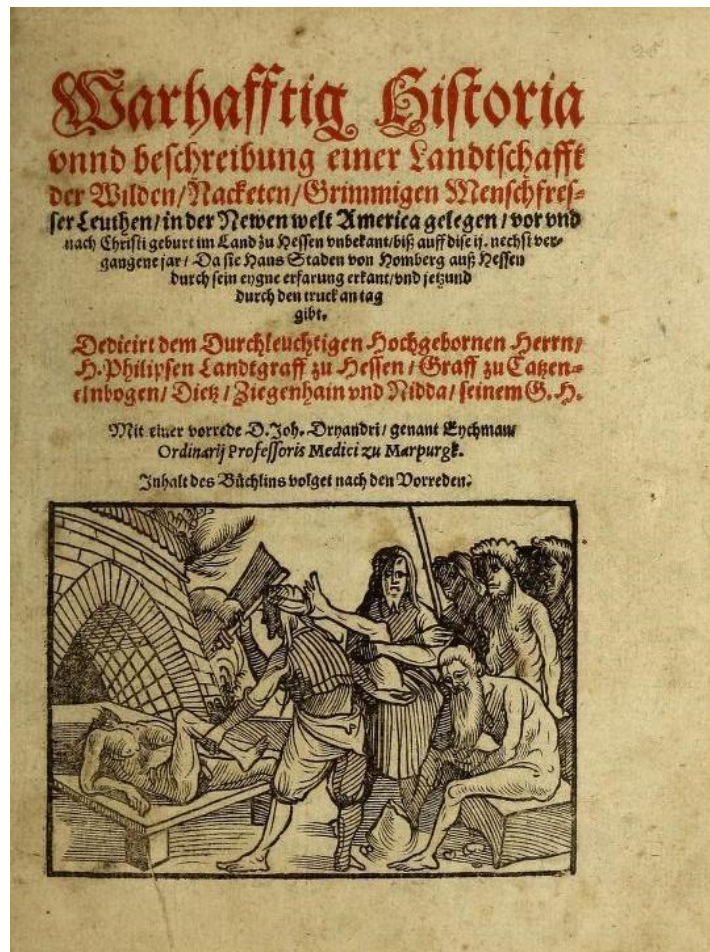 Warhafftig Historia
vnnd beschreibung einer Landtschafft
der Wilden/Nacketen/Grimmigen Menschfres-
ser Leuthen/in der Newen welt America gelegen/vor vnd
nach Christi geburt im Land zu Hessen vnbekant/biß auff dise ij. nechst ver-
gangene jar/Da sie Hans Staden von Homberg auß Hessen
durch sein eygne erfarung erkant/vnd jetzund
durch den truck an tag
gibt.
Dedicirt dem Durchleuchtigen Hochgebornen Herrn/
H. Philipsen Landtgraff zu Hessen/Graff zu Catzen-
elnbogen/Dietz/Ziegenhain vnd Nidda/seinem G. H.
Mit einer vorrede D. Joh. Dryandri/genant Eychman/
Ordinarij Professoris Medici zu Marpurgk.
Inhalt des Büchlins volget nach den Vorreden.